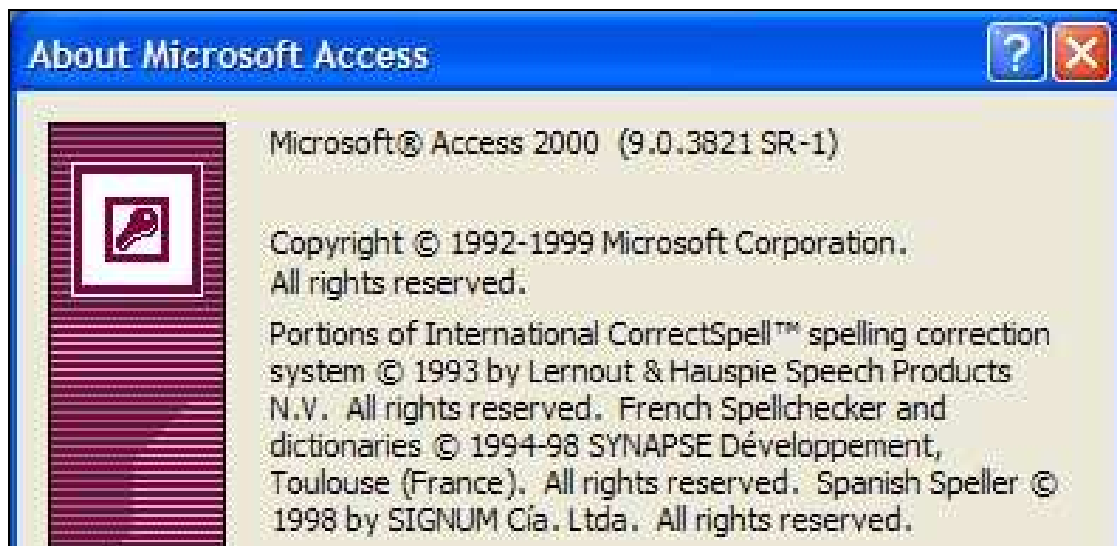 About Microsoft Access
Microsoft® Access 2000 (9.0.3821 SR-1)
Copyright © 1992-1999 Microsoft Corporation.
All rights reserved.
Portions of International CorrectSpell™ spelling correction
system © 1993 by Lernout & Hauspie Speech Products
N.V. All rights reserved. French Spellchecker and
dictionaries © 1994-98 SYNAPSE Développement,
Toulouse (France). All rights reserved. Spanish Speller ©
1998 by SIGNUM Cía. Ltda. All rights reserved.